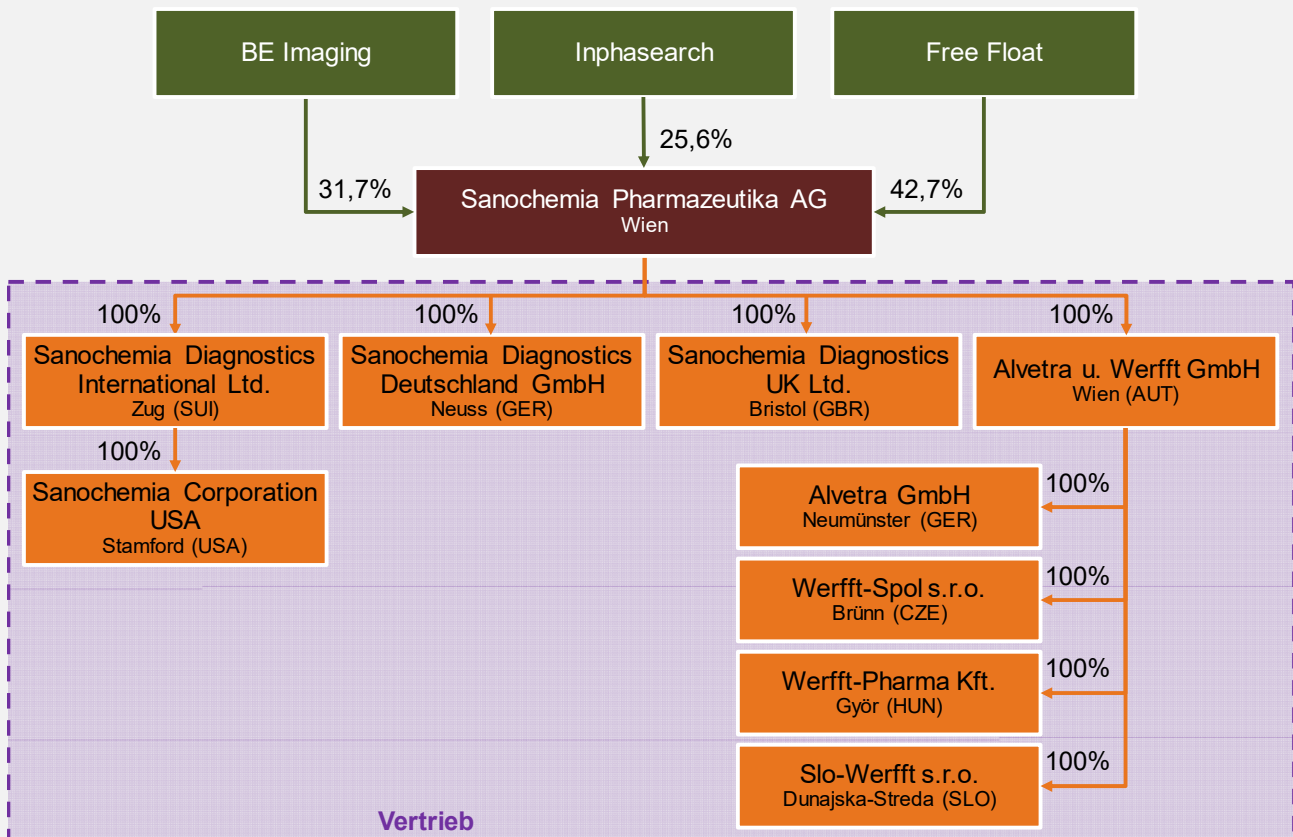 BE Imaging
Inphasearch
Free Float
25,6%
31,7%
42,7%
Sanochemia Pharmazeutika AG
Wien
100%
100%
100%
100%
Sanochemia Diagnostics
International Ltd.
Zug (SUI)
Sanochemia Diagnostics
Deutschland GmbH
Neuss (GER)
Sanochemia Diagnostics
UK Ltd.
Bristol (GBR)
Alvetra u. Werfft GmbH
Wien (AUT)
100%
Sanochemia Corporation
USA
Stamford (USA)
Alvetra GmbH
Neumünster (GER)
100%
Werfft-Spol s.r.o.
Brünn (CZE)
100%
Werfft-Pharma Kft.
Györ (HUN)
100%
Slo-Werfft s.r.o.
Dunajska-Streda (SLO)
100%
Vertrieb